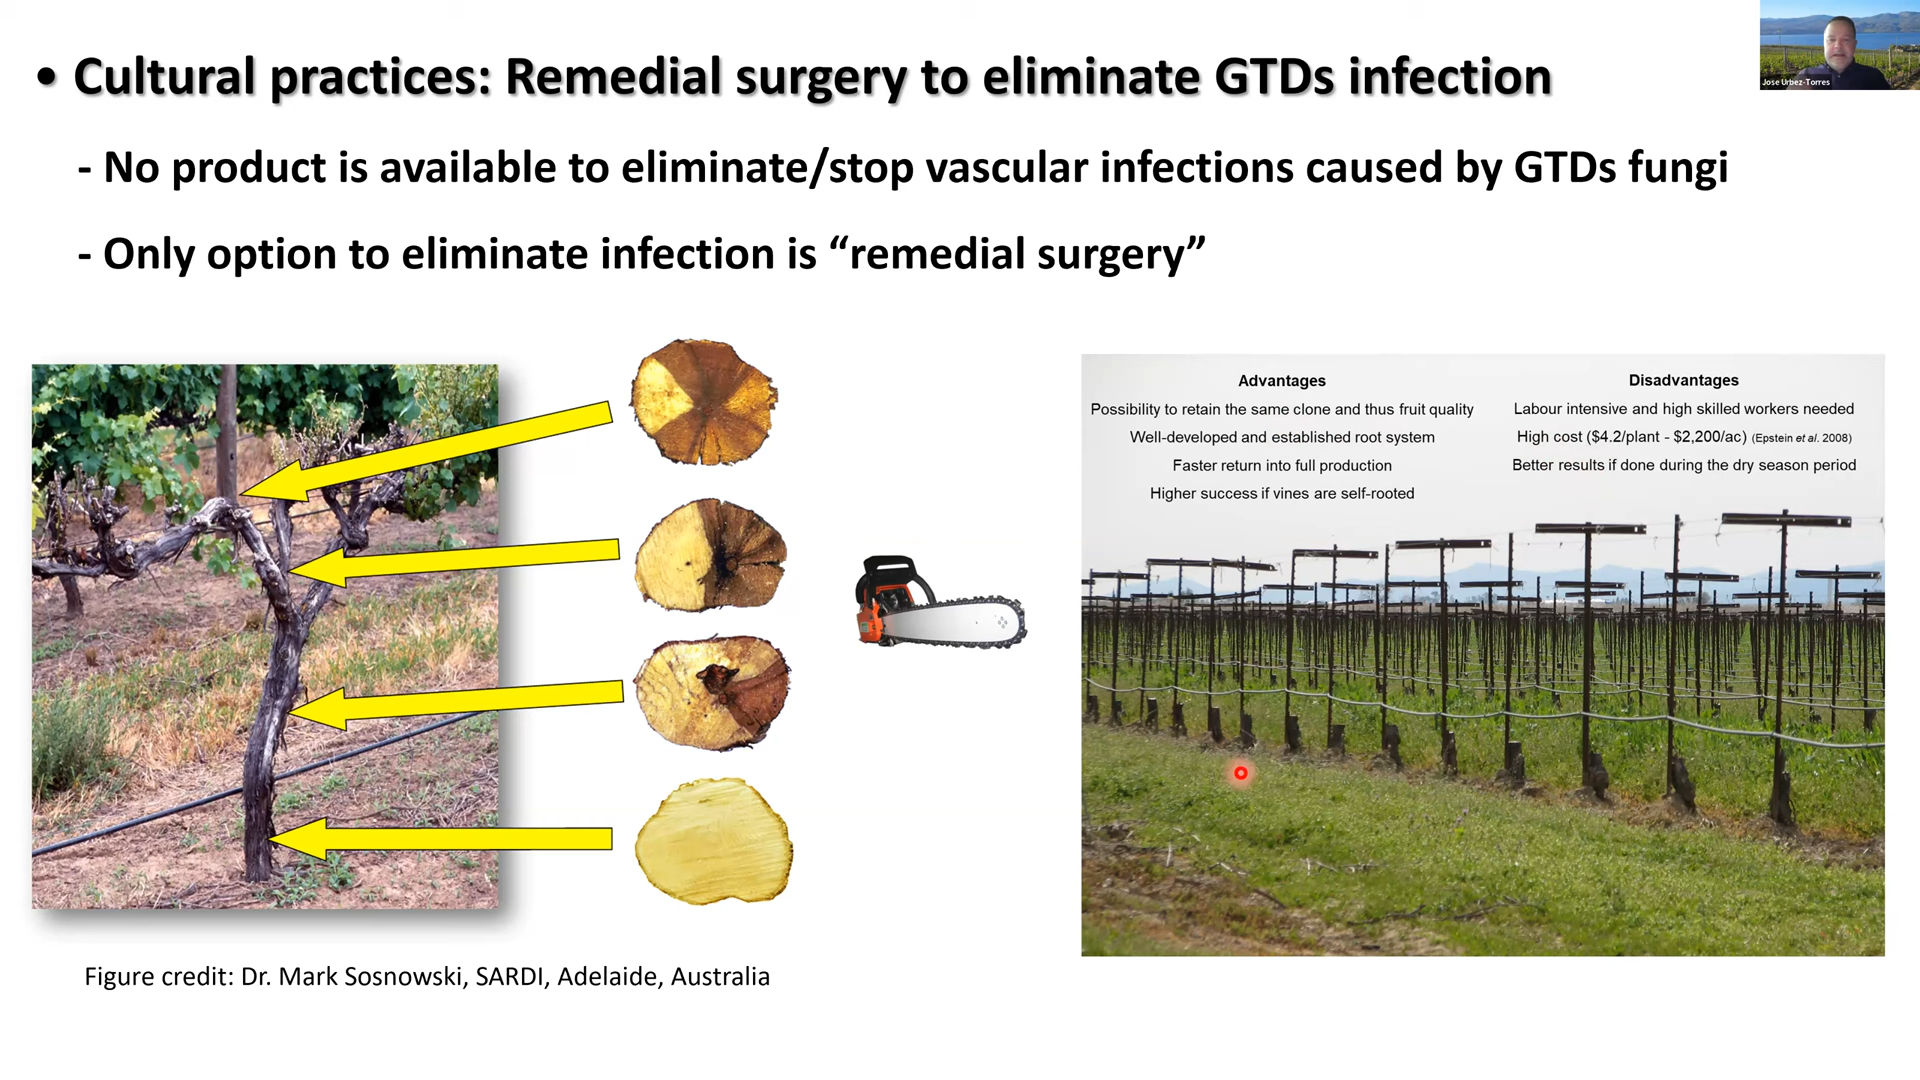 • Cultural practices: Remedial surgery to eliminate GTDs infection
- No product is available to eliminate/stop vascular infections caused by GTDs fungi
- Only option to eliminate infection is “remedial surgery”
Jose Urbez-Torres
Advantages
Possibility to retain the same clone and thus fruit quality
Well-developed and established root system
Faster return into full production
Higher success if vines are self-rooted
Disadvantages
Labour intensive and high skilled workers needed
High cost ($4.2/plant - $2,200/ac) (Epstein et al. 2008)
Better results if done during the dry season period
Figure credit: Dr. Mark Sosnowski, SARDI, Adelaide, Australia